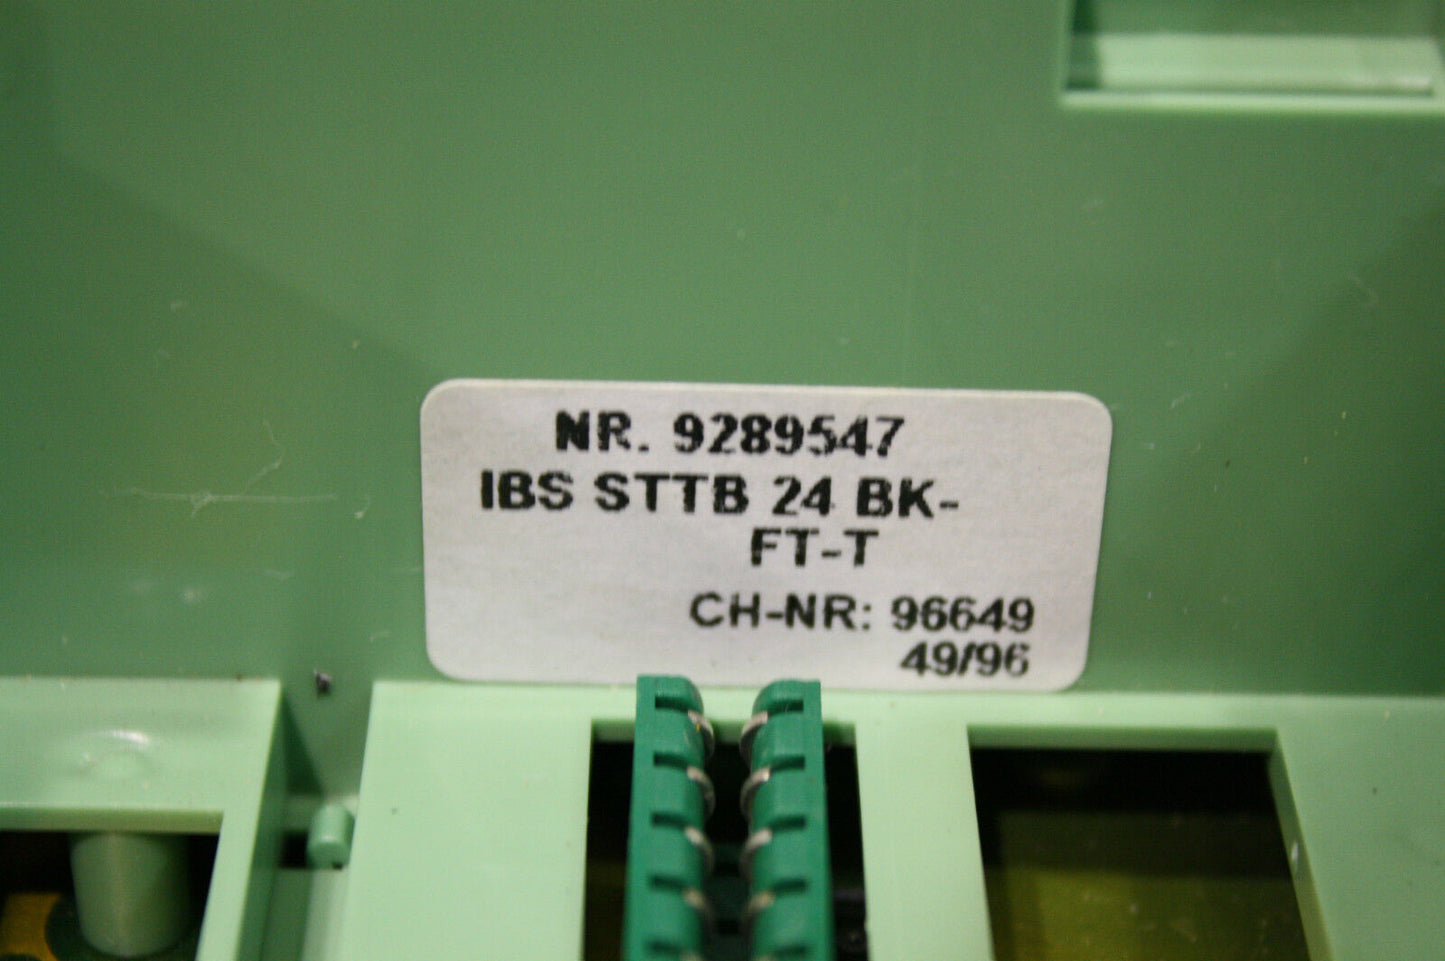 NR. 9289547
IBS STTB 24 BK-
FT-T
CH-NR: 96649
49/96